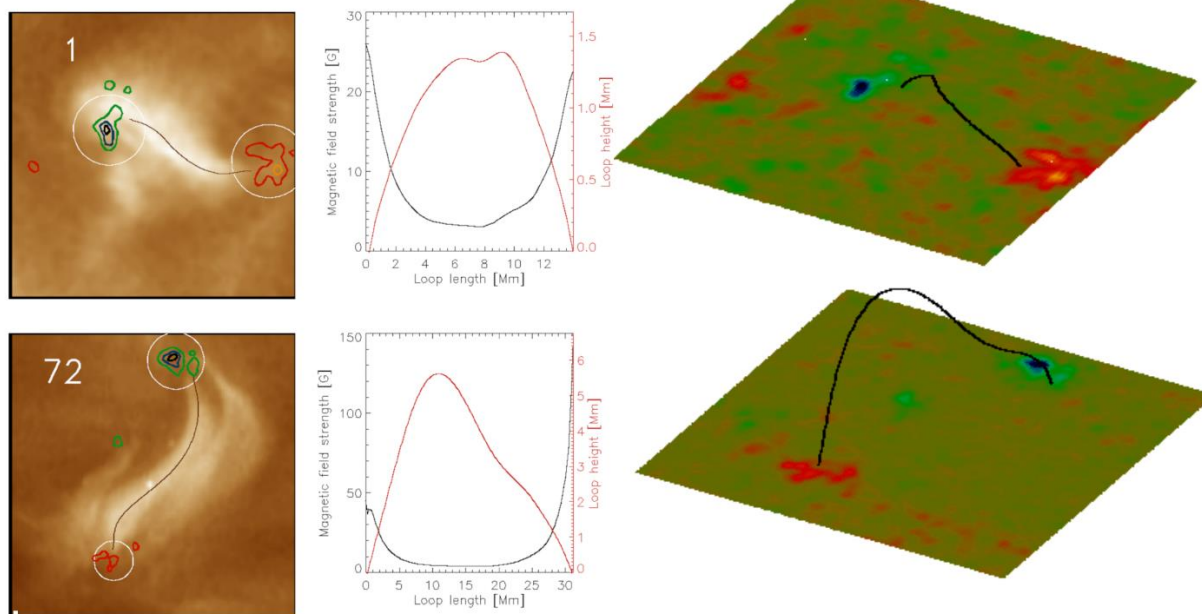 1
30
20
10
0
Magnetic field strength [G]
1.5
1.0
0.5
0.0
Loop height [Mm]
0 2 4 6 8 10 12
Loop length [Mm]
72
150
100
50
0
Magnetic field strength [G]
6
5
4
3
2
1
0
Loop height [Mm]
0 5 10 15 20 25 30
Loop length [Mm]